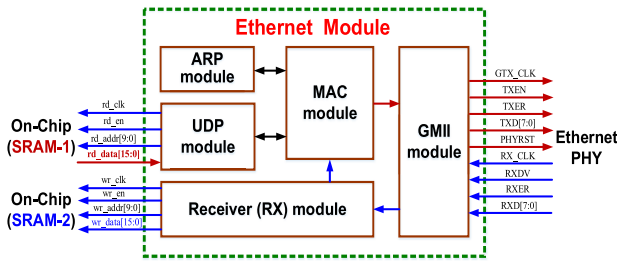 Ethernet Module
ARP
module
MAC
module
GMII
module
UDP
module
Receiver (RX) module
On-Chip
(SRAM-1)
rd_clk
rd_en
rd_addr[9:0]
rd_data[15:0]
On-Chip
(SRAM-2)
wr_clk
wr_en
wr_addr[9:0]
wr_data[15:0]
GTX_CLK
TXEN
TXER
TXD[7:0]
PHYRST
RX_CLK
RXDV
RXER
RXD[7:0]
Ethernet
PHY